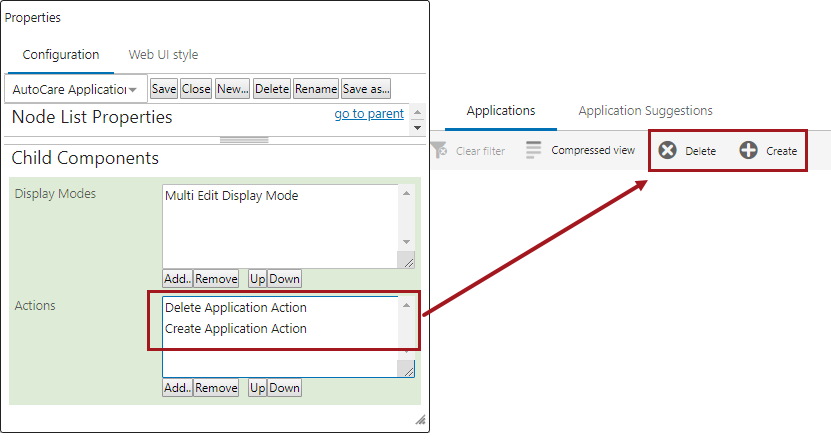 Properties
Configuration Web UI style
AutoCare Application Save Close New... Delete Rename Save as...
Node List Properties go to parent
Child Components
Display Modes Multi Edit Display Mode
Add.. Remove Up Down
Actions Delete Application Action
Create Application Action
Add.. Remove Up Down
Applications Application Suggestions
Clear filter Compressed view Delete Create